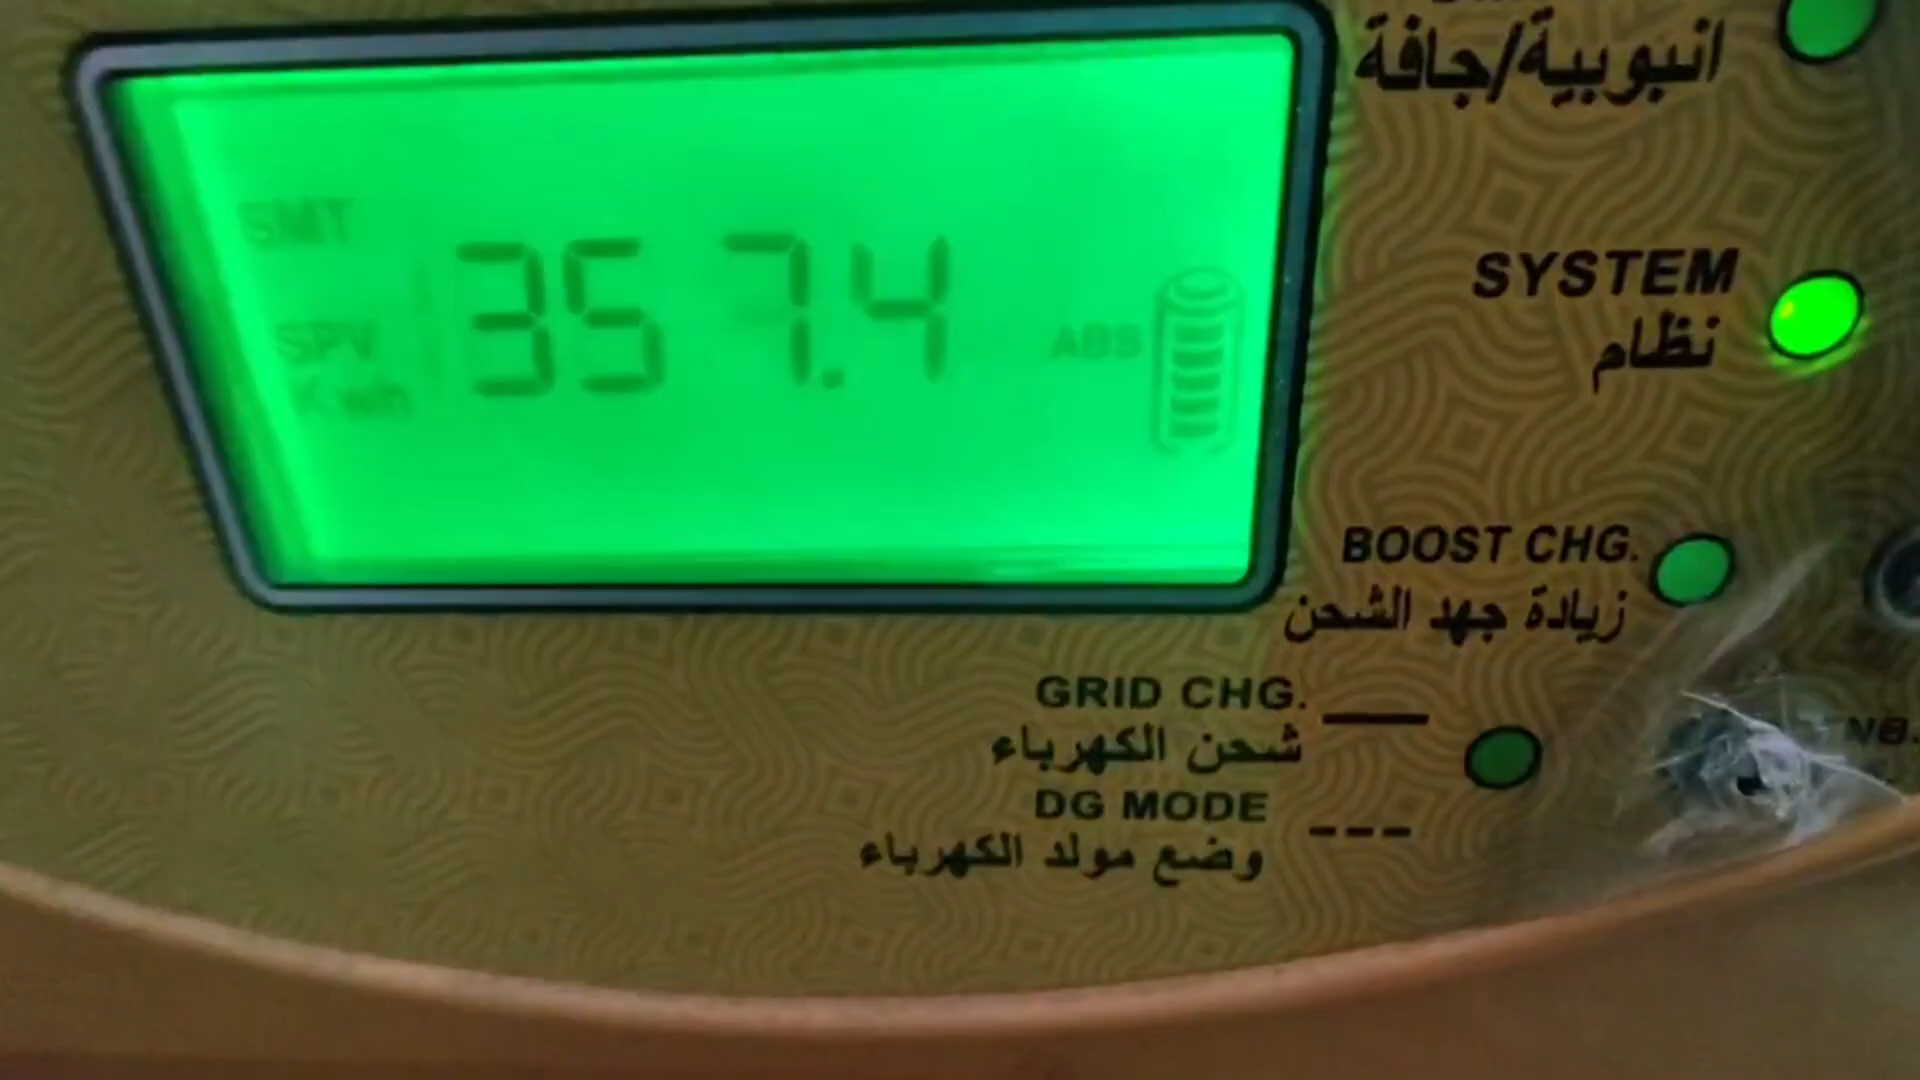 انبوبية/جافة
SMT
357.4
SPV
Kwh
ABS
SYSTEM
نظام
BOOST CHG.
زيادة جهد الشحن
GRID CHG.
شحن الكهرباء
DG MODE
وضع مولد الكهرباء